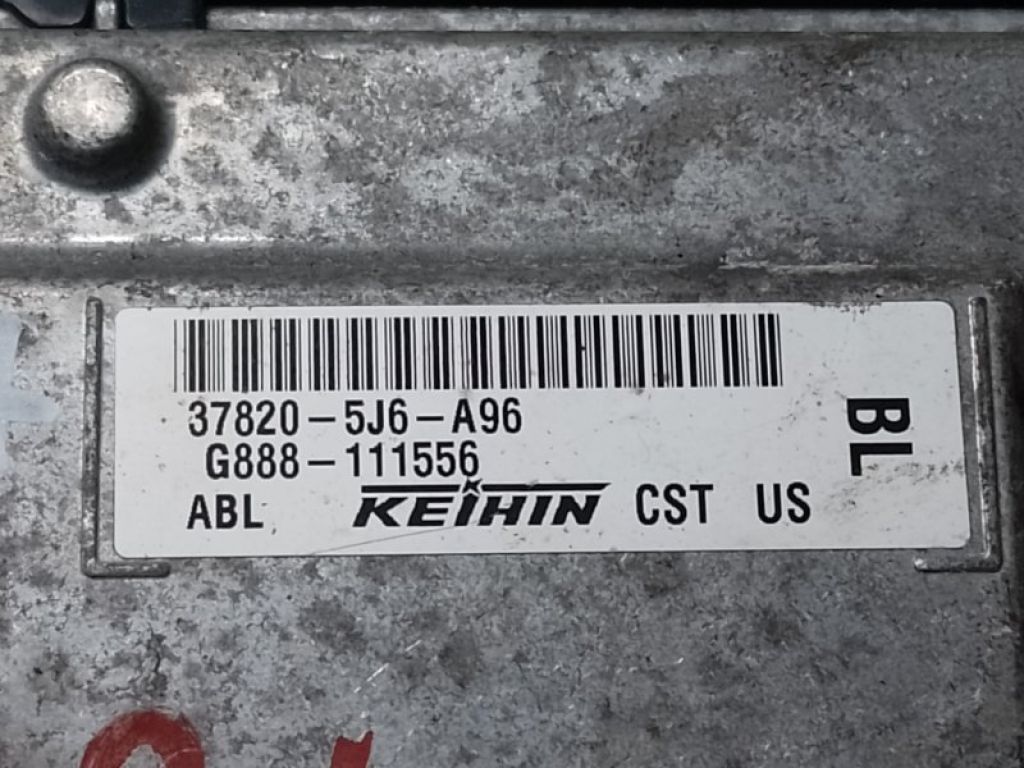 37820-5J6-A96
G888-111556
ABL KEIHIN CST US
BL